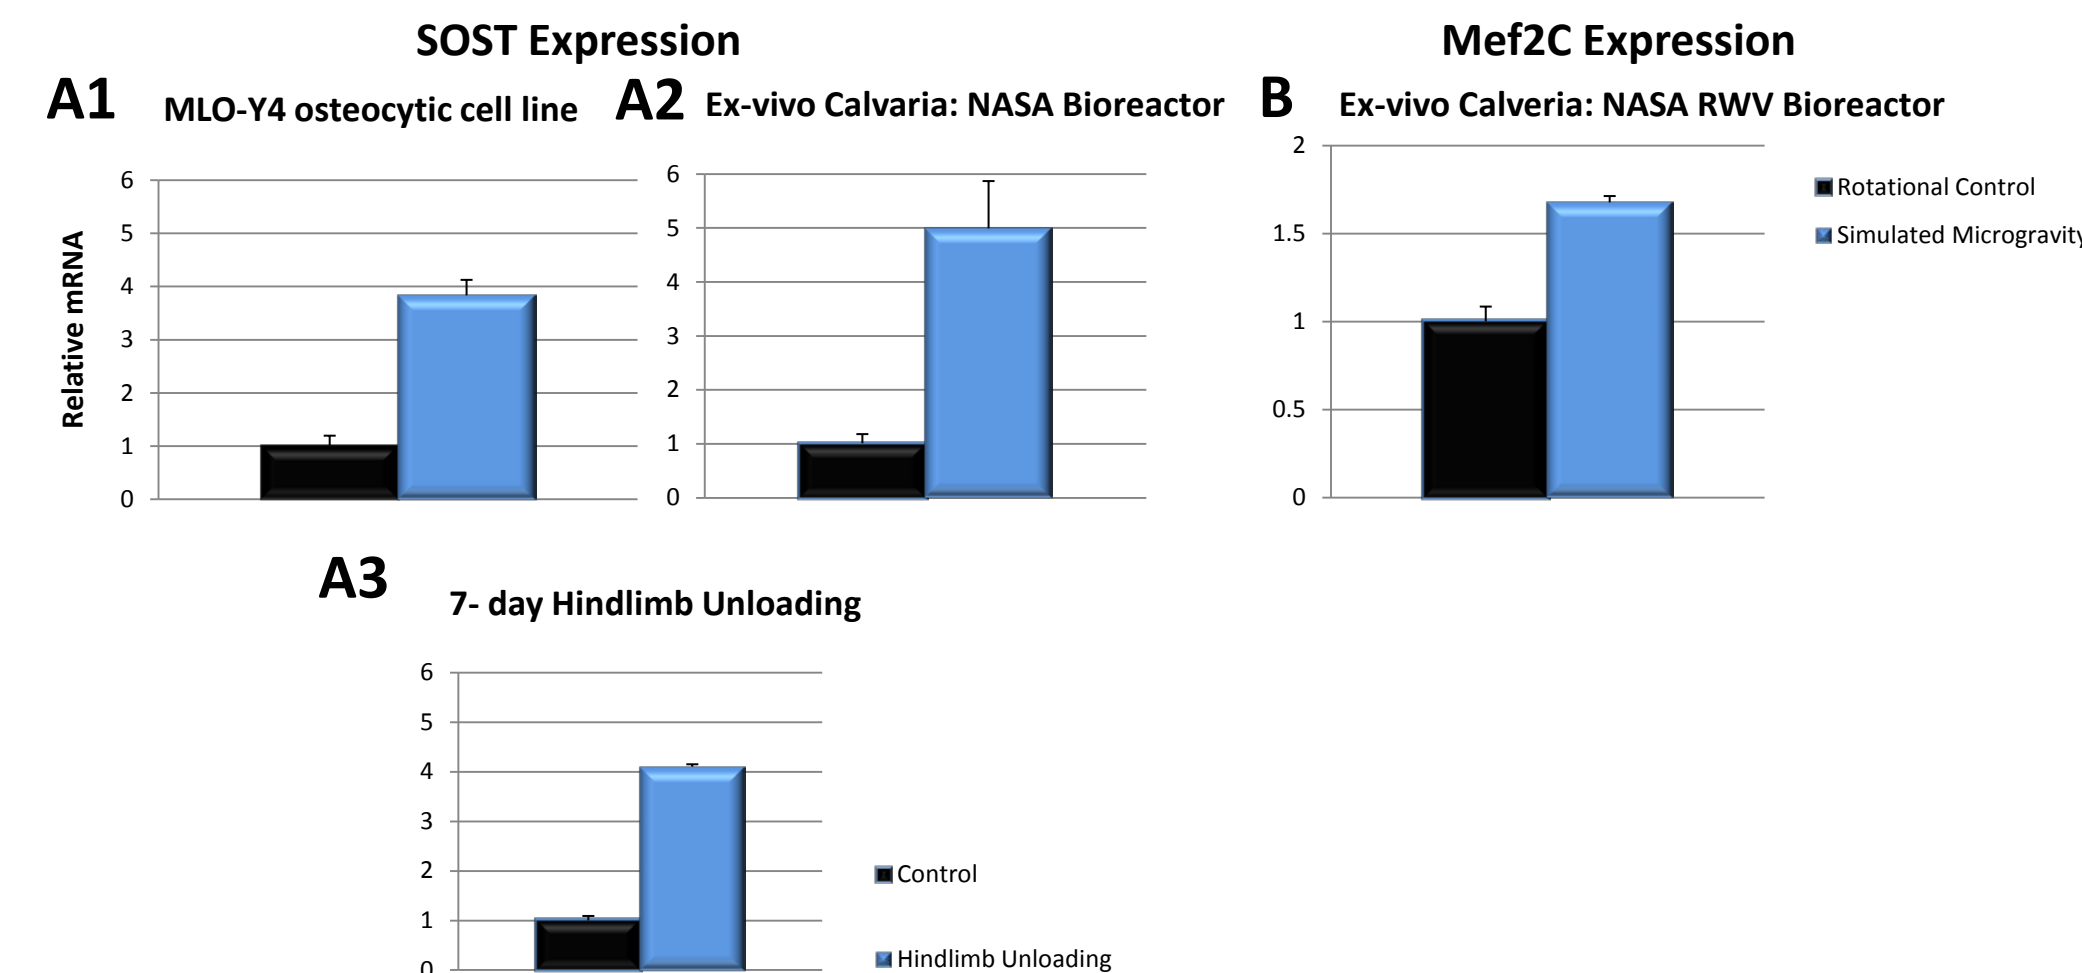 SOST Expression
Mef2C Expression
A1
MLO-Y4 osteocytic cell line
A2
Ex-vivo Calvaria: NASA Bioreactor
B
Ex-vivo Calveria: NASA RWV Bioreactor
Relative mRNA
6
5
4
3
2
1
0
6
5
4
3
2
1
0
2
1.5
1
0.5
0
Rotational Control
Simulated Microgravity
A3
7- day Hindlimb Unloading
6
5
4
3
2
1
0
Control
Hindlimb Unloading